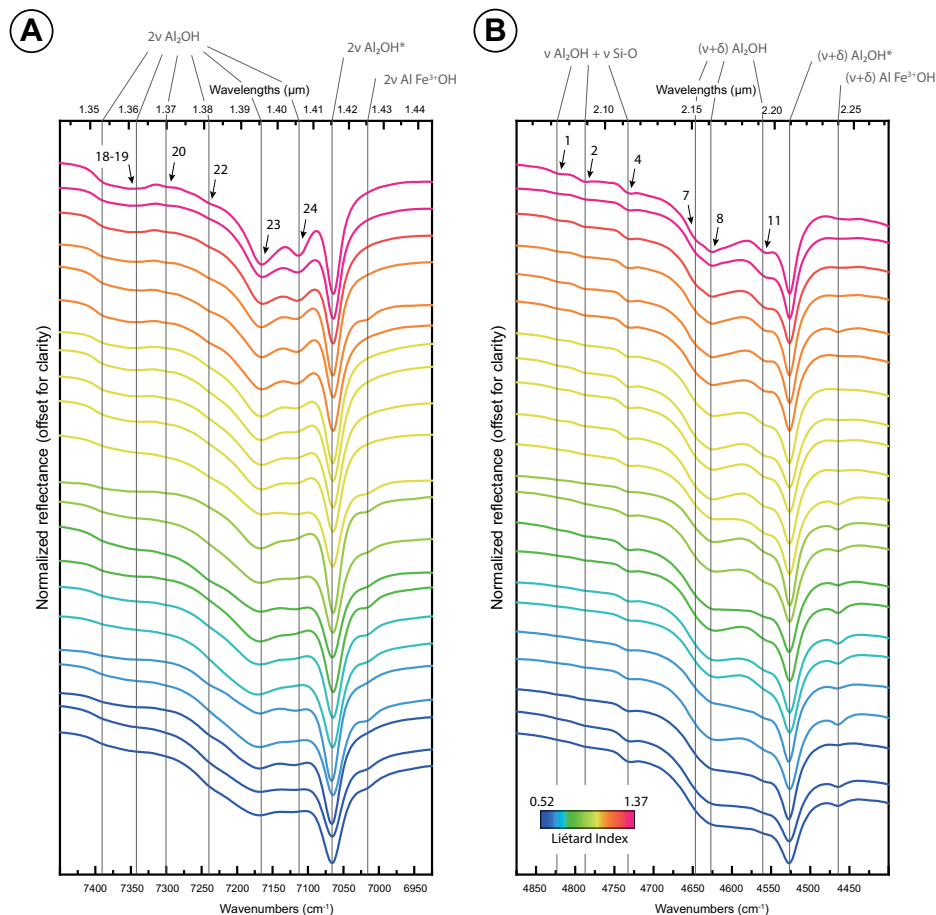 A
2ν Al₂OH
2ν Al₂OH*
2ν Al Fe³⁺OH
Wavelengths (μm)
1.35 1.36 1.37 1.38 1.39 1.40 1.41 1.42 1.43 1.44
18-19
20
22
23
24
Normalized reflectance (offset for clarity)
7400 7350 7300 7250 7200 7150 7100 7050 7000 6950
Wavenumbers (cm⁻¹)
B
ν Al₂OH + ν Si-O
(ν+δ) Al₂OH
(ν+δ) Al₂OH*
(ν+δ) Al Fe³⁺OH
Wavelengths (μm)
2.10 2.15 2.20 2.25
1
2
4
7
8
11
Normalized reflectance (offset for clarity)
0.52 1.37
Liétard Index
4850 4800 4750 4700 4650 4600 4550 4500 4450
Wavenumbers (cm⁻¹)